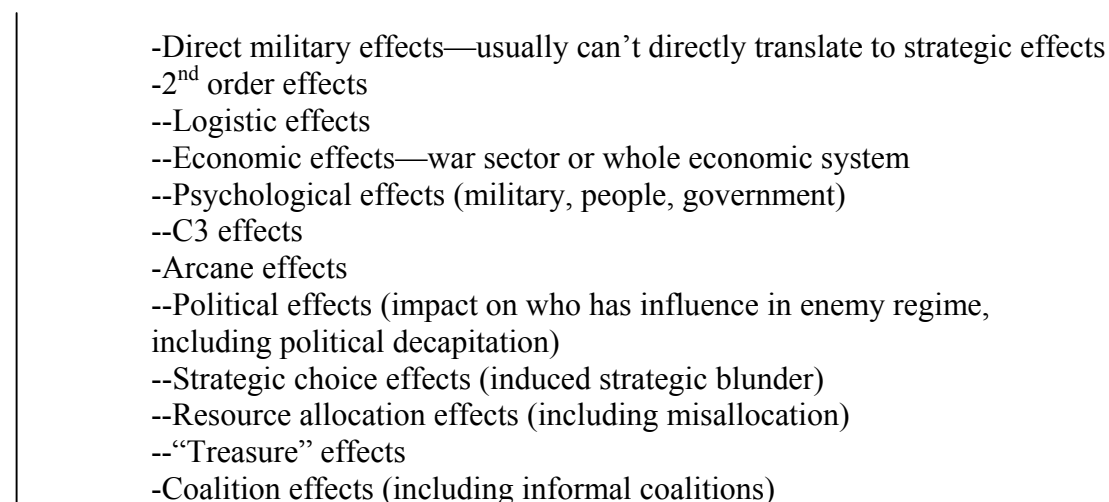 -Direct military effects—usually can’t directly translate to strategic effects
-2nd order effects
--Logistic effects
--Economic effects—war sector or whole economic system
--Psychological effects (military, people, government)
--C3 effects
-Arcane effects
--Political effects (impact on who has influence in enemy regime,
including political decapitation)
--Strategic choice effects (induced strategic blunder)
--Resource allocation effects (including misallocation)
--“Treasure” effects
-Coalition effects (including informal coalitions)